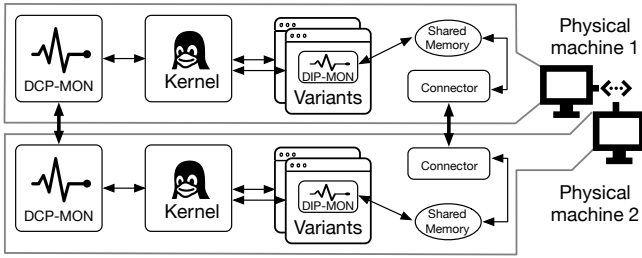 DCP-MON
Kernel
DIP-MON
Variants
Shared
Memory
Connector
Physical
machine 1
DCP-MON
Kernel
DIP-MON
Variants
Connector
Shared
Memory
Physical
machine 2